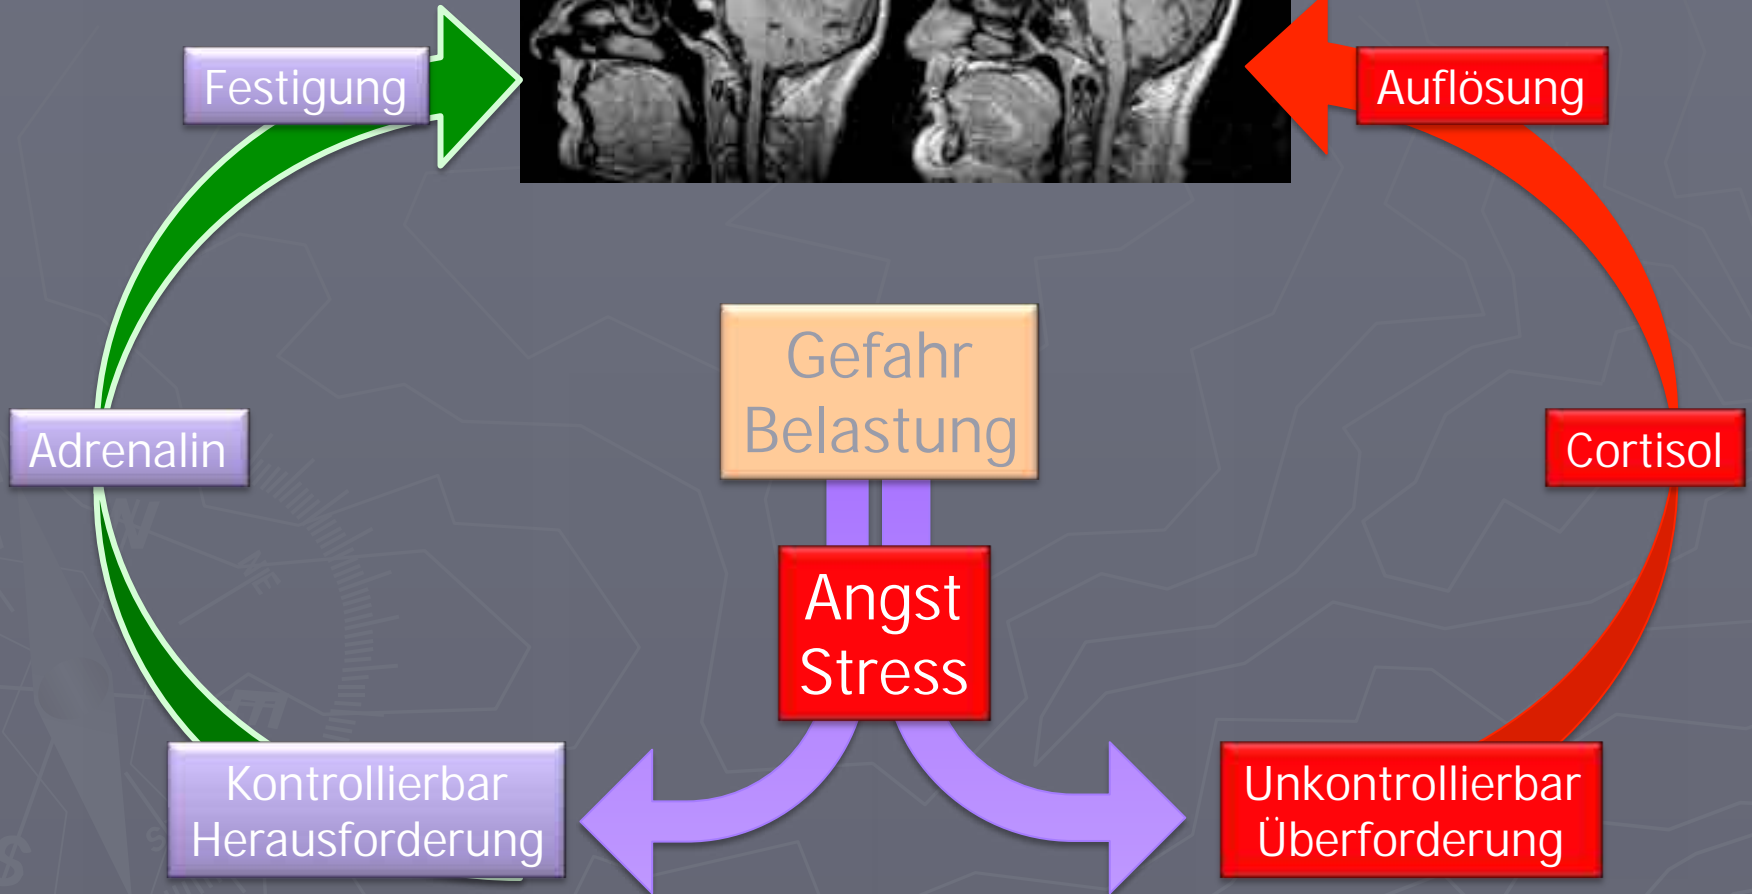 Festigung
Auflösung
Gefahr
Belastung
Adrenalin
Cortisol
Angst
Stress
Kontrollierbar
Herausforderung
Unkontrollierbar
Überforderung